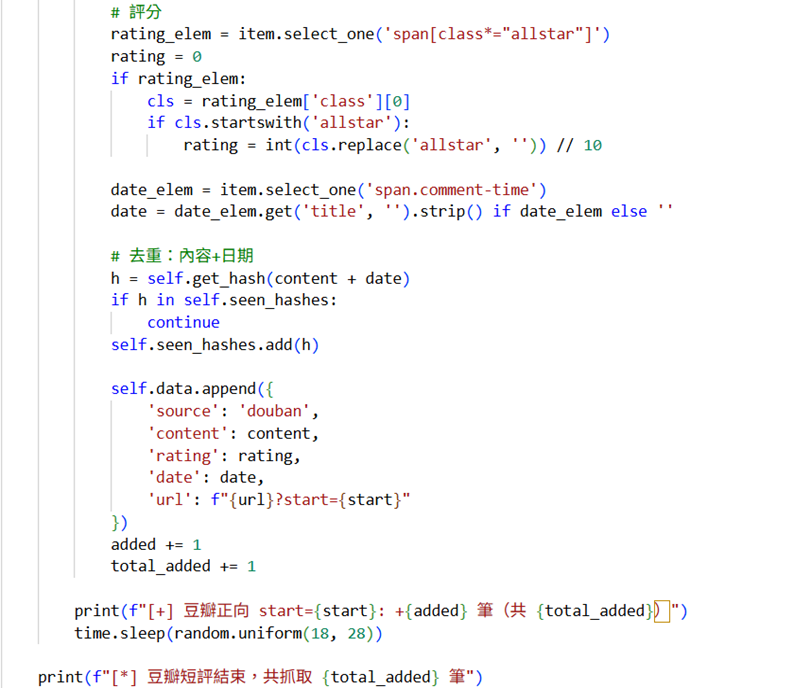 # 評分
rating_elem = item.select_one('span[class*="allstar"]')
rating = 0
if rating_elem:
    cls = rating_elem['class'][0]
    if cls.startswith('allstar'):
        rating = int(cls.replace('allstar', '')) // 10
date_elem = item.select_one('span.comment-time')
date = date_elem.get('title', '').strip() if date_elem else ''
# 去重：內容+日期
h = self.get_hash(content + date)
if h in self.seen_hashes:
    continue
self.seen_hashes.add(h)
self.data.append({
    'source': 'douban',
    'content': content,
    'rating': rating,
    'date': date,
    'url': f"{url}?start={start}"
})
added += 1
total_added += 1
print(f"[+] 豆瓣正向 start={start}: +{added} 筆（共 {total_added}）")
time.sleep(random.uniform(18, 28))
print(f"[*] 豆瓣短評結束，共抓取 {total_added} 筆")